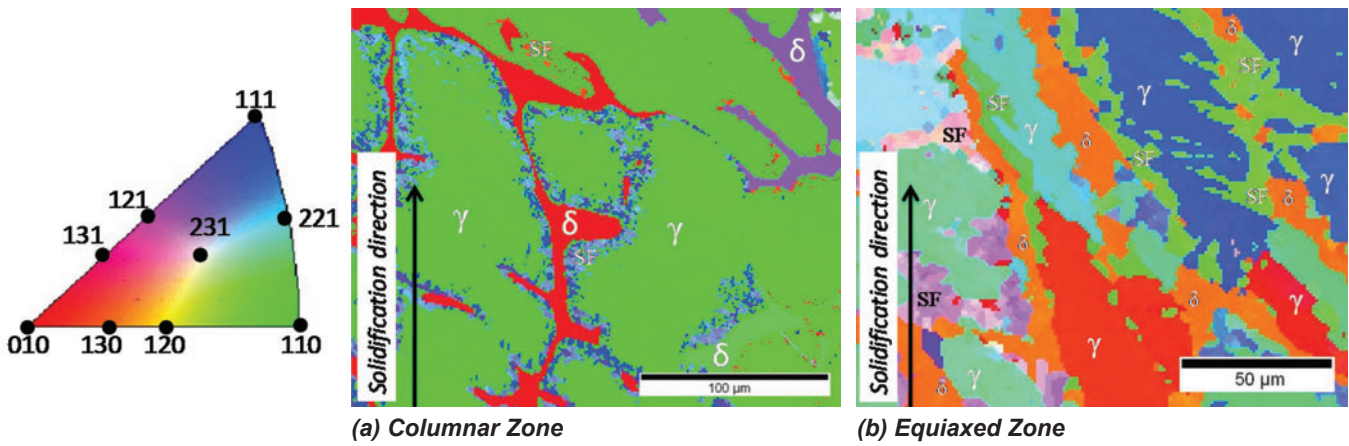 111
121
231
221
131
010
130
120
110
SF
δ
γ
δ
γ
SF
δ
Solidification direction
100 µm
(a) Columnar Zone
δ
γ
SF
γ
SF
γ
δ
SF
SF
SF
γ
δ
γ
δ
SF
δ
γ
γ
δ
γ
Solidification direction
50 µm
(b) Equiaxed Zone